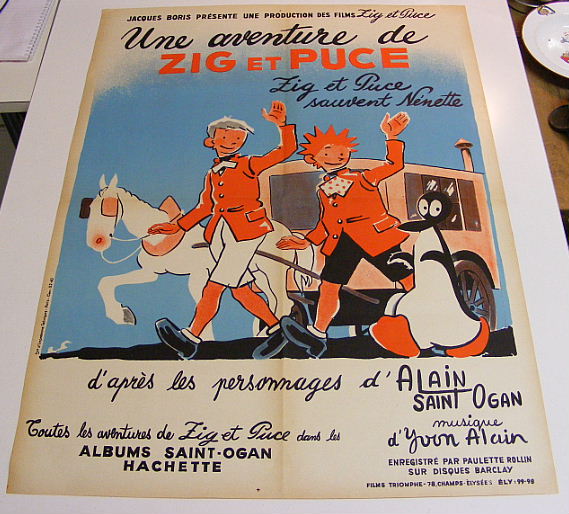 JACQUES BORIS PRÉSENTE UNE PRODUCTION DES FILMS Zig et Puce
Une aventure de
ZIG ET PUCE
Zig et Puce
sauvent Nénette
d'après les personnages d'ALAIN
SAINT OGAN
Toutes les aventures de Zig et Puce dans les
ALBUMS SAINT-OGAN
HACHETTE
musique
d'Yvon Alain
ENREGISTRÉ PAR PAULETTE ROLLIN
SUR DISQUES BARCLAY
FILMS TRIOMPHE-78, CHAMPS-ELYSÉES ÉLY:99-98